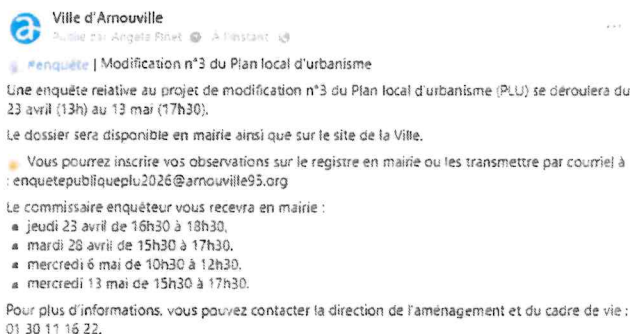 Ville d'Arnouville
Publié par Angela Finet · À l'instant
#enquête | Modification n°3 du Plan local d'urbanisme
Une enquête relative au projet de modification n°3 du Plan local d'urbanisme (PLU) se déroulera du
23 avril (13h) au 13 mai (17h30).
Le dossier sera disponible en mairie ainsi que sur le site de la Ville.
Vous pourrez inscrire vos observations sur le registre en mairie ou les transmettre par courriel à
: enquetepubliqueplu2026@arnouville95.org
Le commissaire enquêteur vous recevra en mairie :
jeudi 23 avril de 16h30 à 18h30,
mardi 28 avril de 15h30 à 17h30,
mercredi 6 mai de 10h30 à 12h30,
mercredi 13 mai de 15h30 à 17h30.
Pour plus d'informations, vous pouvez contacter la direction de l'aménagement et du cadre de vie :
01 30 11 16 22.